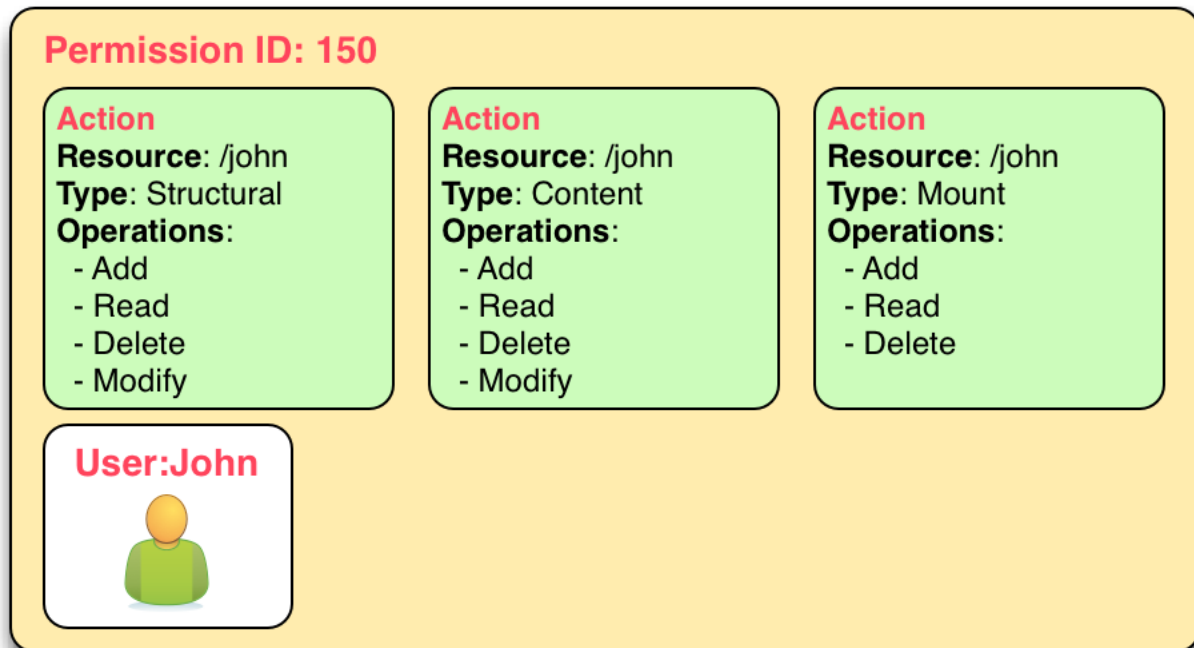 Permission ID: 150
Action
Resource: /john
Type: Structural
Operations:
- Add
- Read
- Delete
- Modify
Action
Resource: /john
Type: Content
Operations:
- Add
- Read
- Delete
- Modify
Action
Resource: /john
Type: Mount
Operations:
- Add
- Read
- Delete
User:John